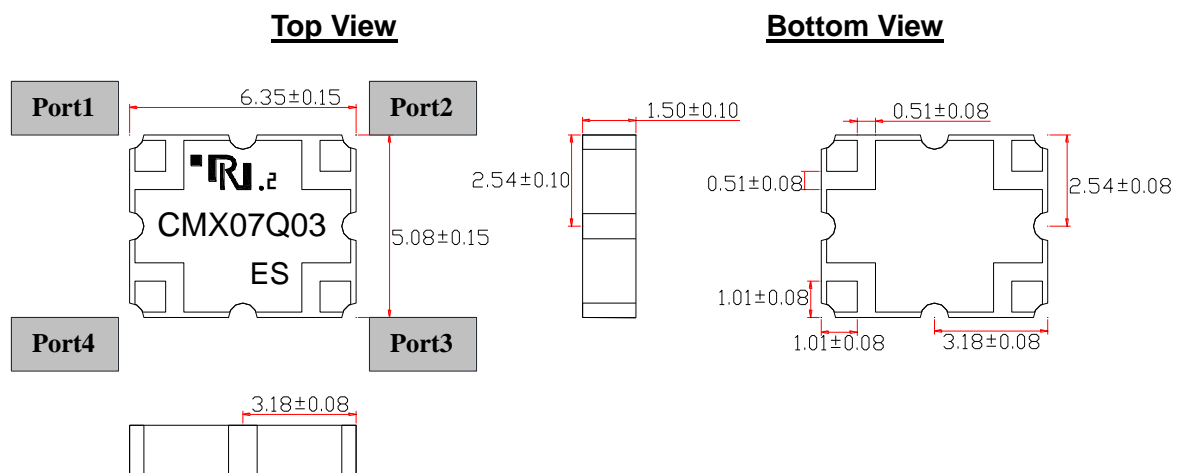 Top View
Bottom View
Port1
6.35±0.15
Port2
1.50±0.10
0.51±0.08
RN .2
CMX07Q03
ES
5.08±0.15
2.54±0.10
0.51±0.08
2.54±0.08
1.01±0.08
1.01±0.08
3.18±0.08
Port4
Port3
3.18±0.08